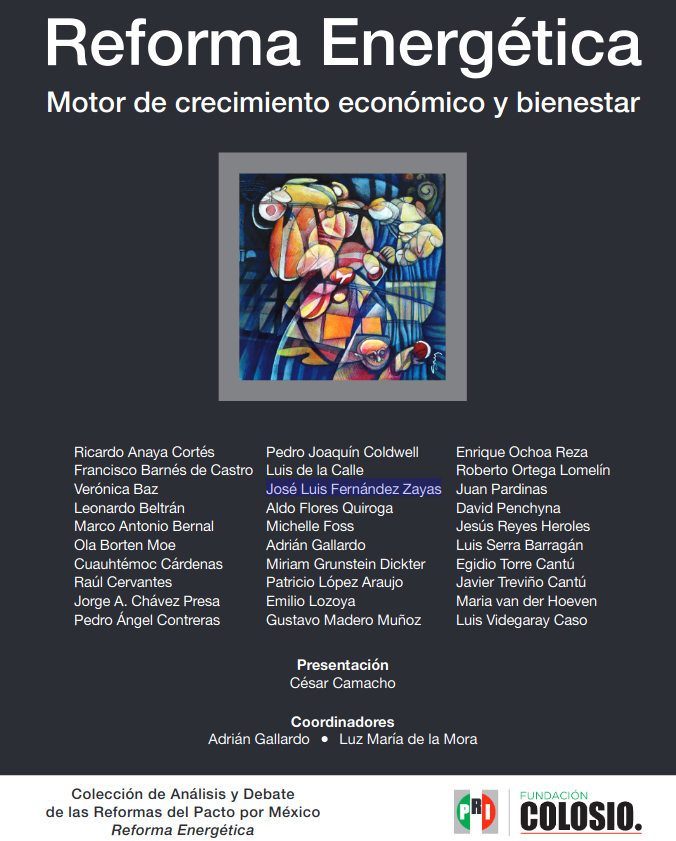 Reforma Energética
Motor de crecimiento económico y bienestar
Ricardo Anaya Cortés
Francisco Barnés de Castro
Verónica Baz
Leonardo Beltrán
Marco Antonio Bernal
Ola Borten Moe
Cuauhtémoc Cárdenas
Raúl Cervantes
Jorge A. Chávez Presa
Pedro Ángel Contreras
Pedro Joaquín Coldwell
Luis de la Calle
José Luis Fernández Zayas
Aldo Flores Quiroga
Michelle Foss
Adrián Gallardo
Miriam Grunstein Dickter
Patricio López Araujo
Emilio Lozoya
Gustavo Madero Muñoz
Enrique Ochoa Reza
Roberto Ortega Lomelín
Juan Pardinas
David Penchyna
Jesús Reyes Heroles
Luis Serra Barragán
Egidio Torre Cantú
Javier Treviño Cantú
Maria van der Hoeven
Luis Videgaray Caso
Presentación
César Camacho
Coordinadores
Adrián Gallardo • Luz María de la Mora
Colección de Análisis y Debate
de las Reformas del Pacto por México
Reforma Energética
PRI
FUNDACIÓN
COLOSIO.